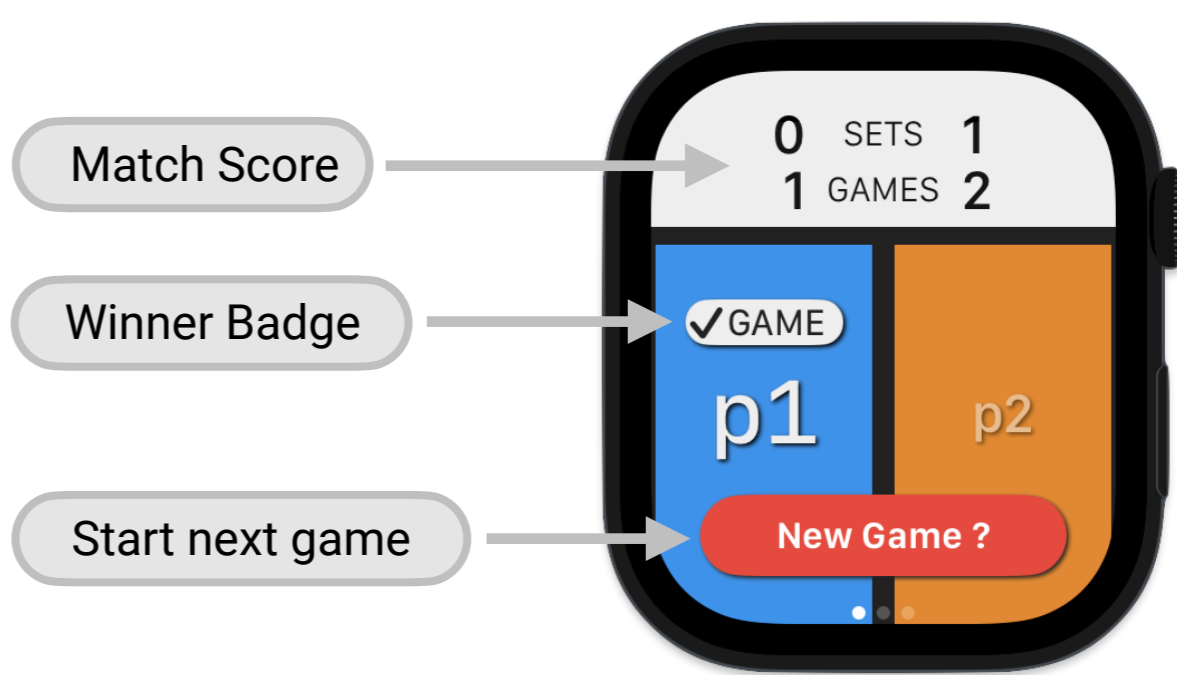 Match Score
0 SETS 1
1 GAMES 2
Winner Badge
✓GAME
p1
p2
Start next game
New Game ?